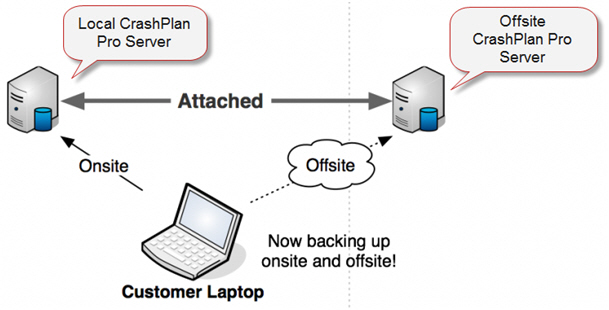 Local CrashPlan
Pro Server
Offsite
CrashPlan Pro
Server
Attached
Onsite
Offsite
Now backing up
onsite and offsite!
Customer Laptop